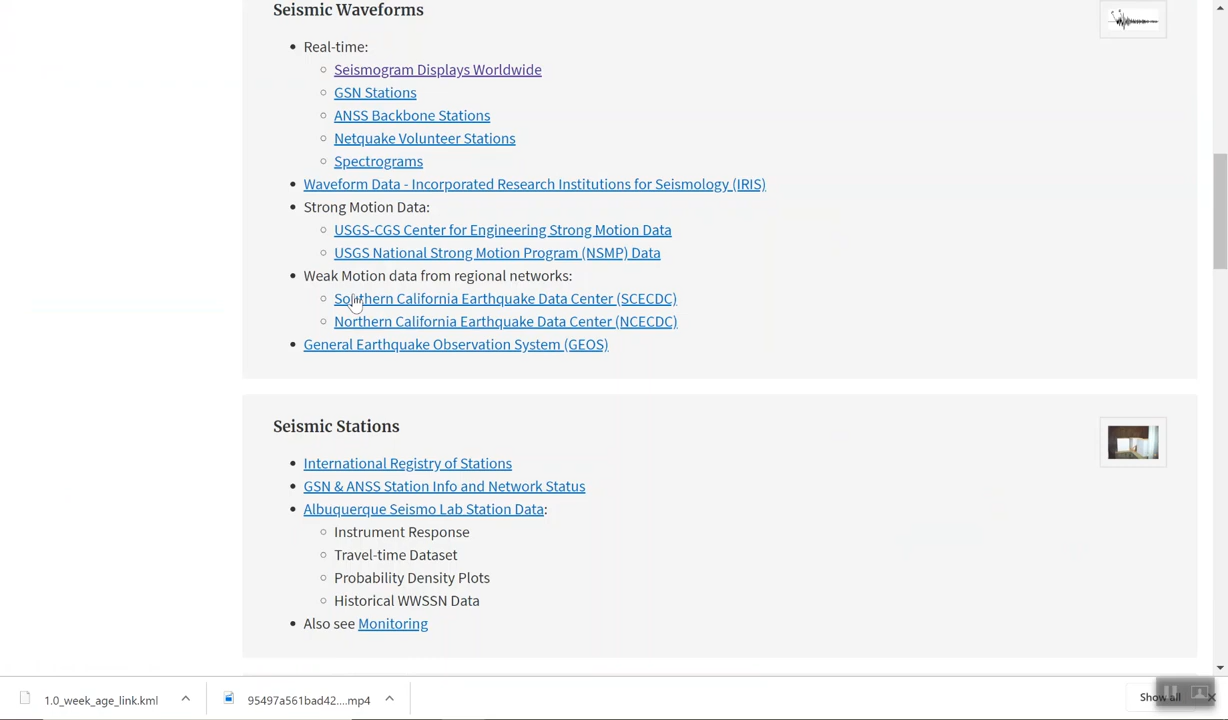 Seismic Waveforms
Real-time:
Seismogram Displays Worldwide
GSN Stations
ANSS Backbone Stations
Netquake Volunteer Stations
Spectrograms
Waveform Data - Incorporated Research Institutions for Seismology (IRIS)
Strong Motion Data:
USGS-CGS Center for Engineering Strong Motion Data
USGS National Strong Motion Program (NSMP) Data
Weak Motion data from regional networks:
Southern California Earthquake Data Center (SCECDC)
Northern California Earthquake Data Center (NCECDC)
General Earthquake Observation System (GEOS)
Seismic Stations
International Registry of Stations
GSN & ANSS Station Info and Network Status
Albuquerque Seismo Lab Station Data:
Instrument Response
Travel-time Dataset
Probability Density Plots
Historical WWSSN Data
Also see Monitoring
1.0_week_age_link.kml
95497a561bad42....mp4
Show all